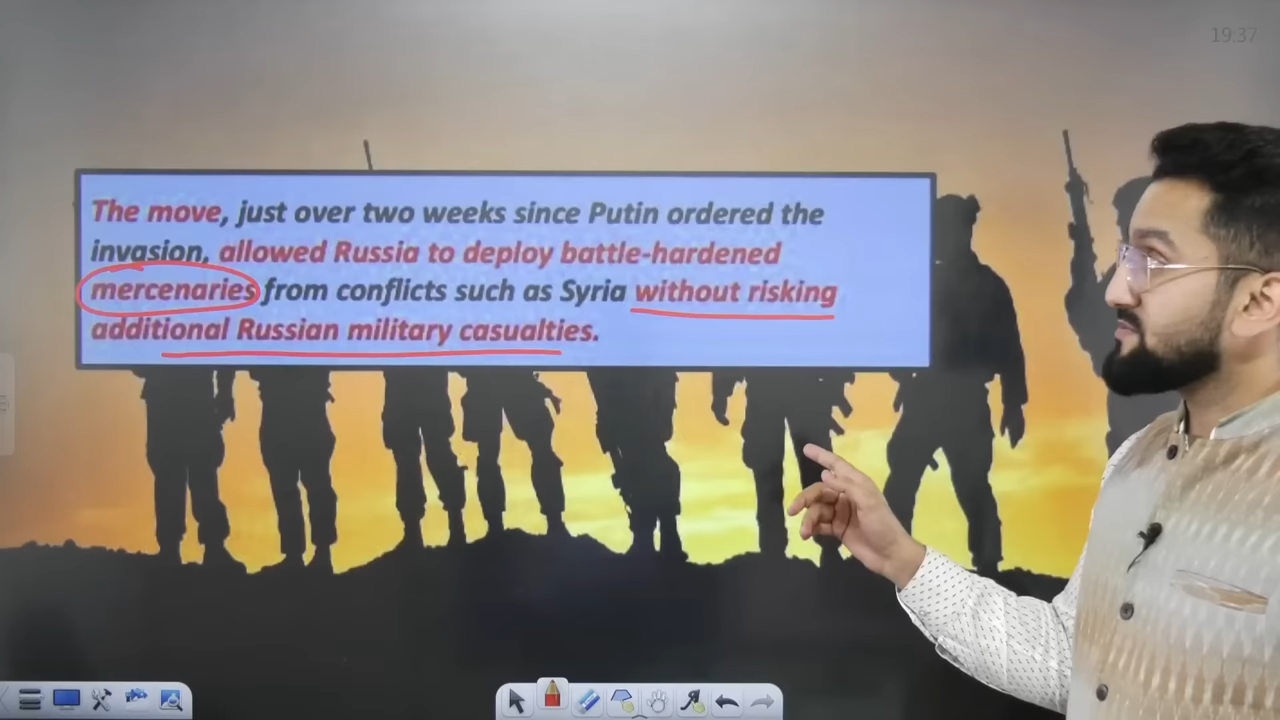 19:37
The move, just over two weeks since Putin ordered the
invasion, allowed Russia to deploy battle-hardened
mercenaries from conflicts such as Syria without risking
additional Russian military casualties.